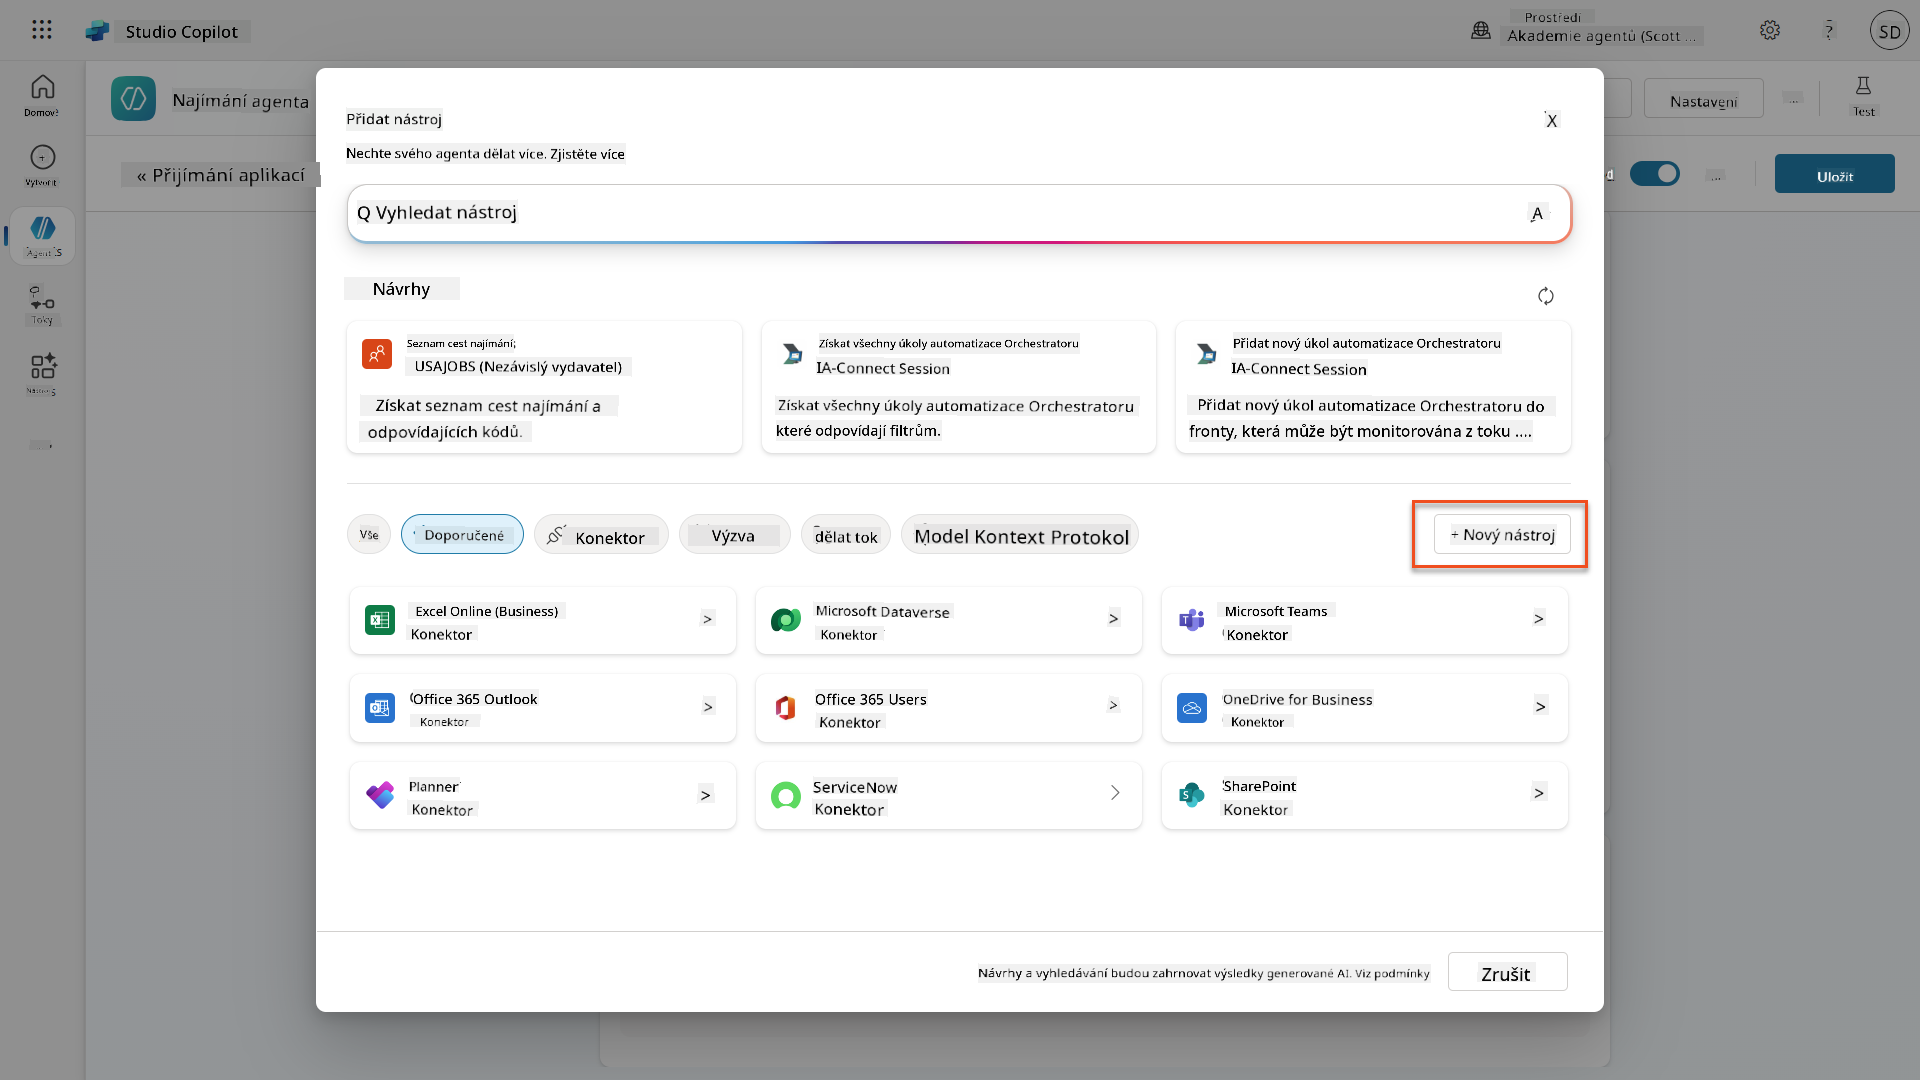 Studio Copilot
Prostředí
Akademie agentů (Scott ...
?
SD
Domově
Najímání agenta
Nastavení
...
Test
Přidat nástroj
X
Nechte svého agenta dělat více. Zjistěte více
Vytvořit
« Přijímání aplikací
...
Uložit
Q Vyhledat nástroj
A
Agent S
Návrhy
Toky
Seznam cest najímání;
USAJOBS (Nezávislý vydavatel)
Získat seznam cest najímání a
odpovídajících kódů.
Získat všechny úkoly automatizace Orchestratoru
IA-Connect Session
Získat všechny úkoly automatizace Orchestratoru
které odpovídají filtrům.
Přidat nový úkol automatizace Orchestratoru
IA-Connect Session
Přidat nový úkol automatizace Orchestratoru do
fronty, která může být monitorována z toku ....
Vše
Doporučené
Konektor
Výzva
dělat tok
Model Kontext Protokol
+ Nový nástroj
Excel Online (Business)
Konektor
>
Microsoft Dataverse
Konektor
>
Microsoft Teams
Konektor
>
Office 365 Outlook
Konektor
>
Office 365 Users
Konektor
>
OneDrive for Business
Konektor
>
Planner
Konektor
>
ServiceNow
Konektor
>
SharePoint
Konektor
>
Návrhy a vyhledávání budou zahrnovat výsledky generované AI. Viz podmínky
Zrušit